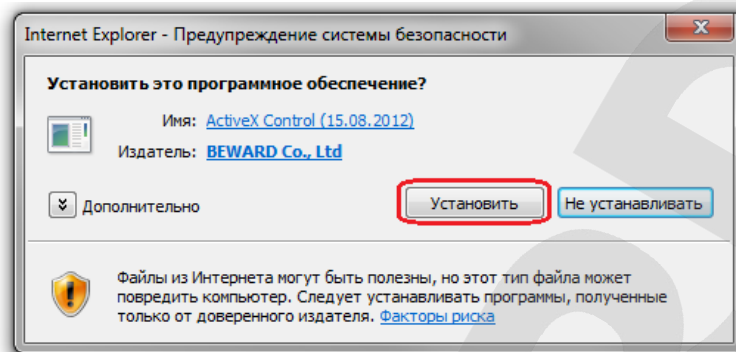 Internet Explorer - Предупреждение системы безопасности
Установить это программное обеспечение?
Имя: ActiveX Control (15.08.2012)
Издатель: BEWARD Co., Ltd
Дополнительно Установить Не устанавливать
Файлы из Интернета могут быть полезны, но этот тип файла может
повредить компьютер. Следует устанавливать программы, полученные
только от доверенного издателя. Факторы риска